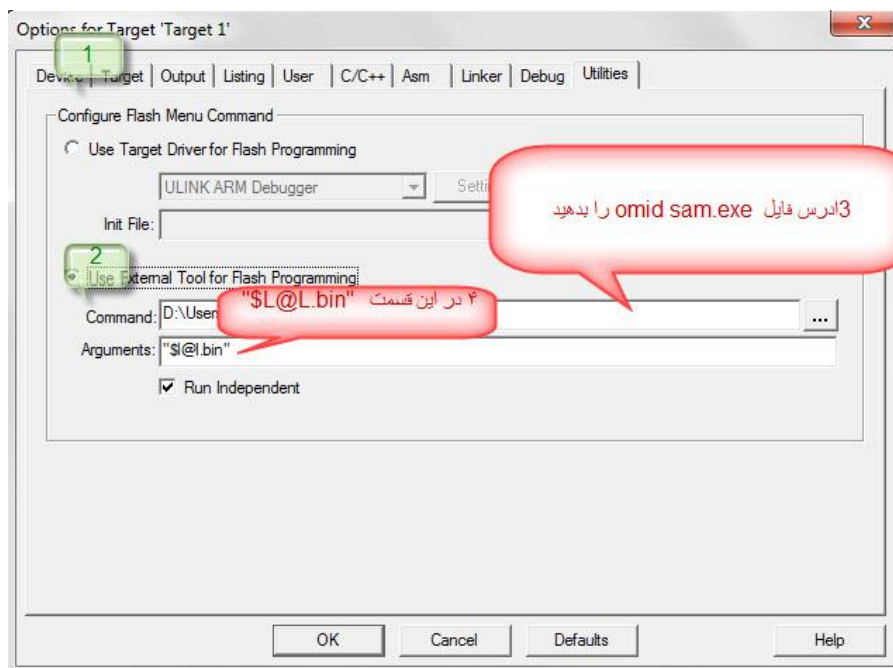 Options for Target 'Target 1'
1
Device Target Output Listing User C/C++ Asm Linker Debug Utilities
Configure Flash Menu Command
Use Target Driver for Flash Programming
ULINK ARM Debugger
Init File:
3ادرس فایل omid sam.exe را بدهید
2
Use External Tool for Flash Programming
۴ در این قسمت "$L@L.bin"
Command: D:\User
...
Arguments: "$l@l.bin"
Run Independent
OK Cancel Defaults Help